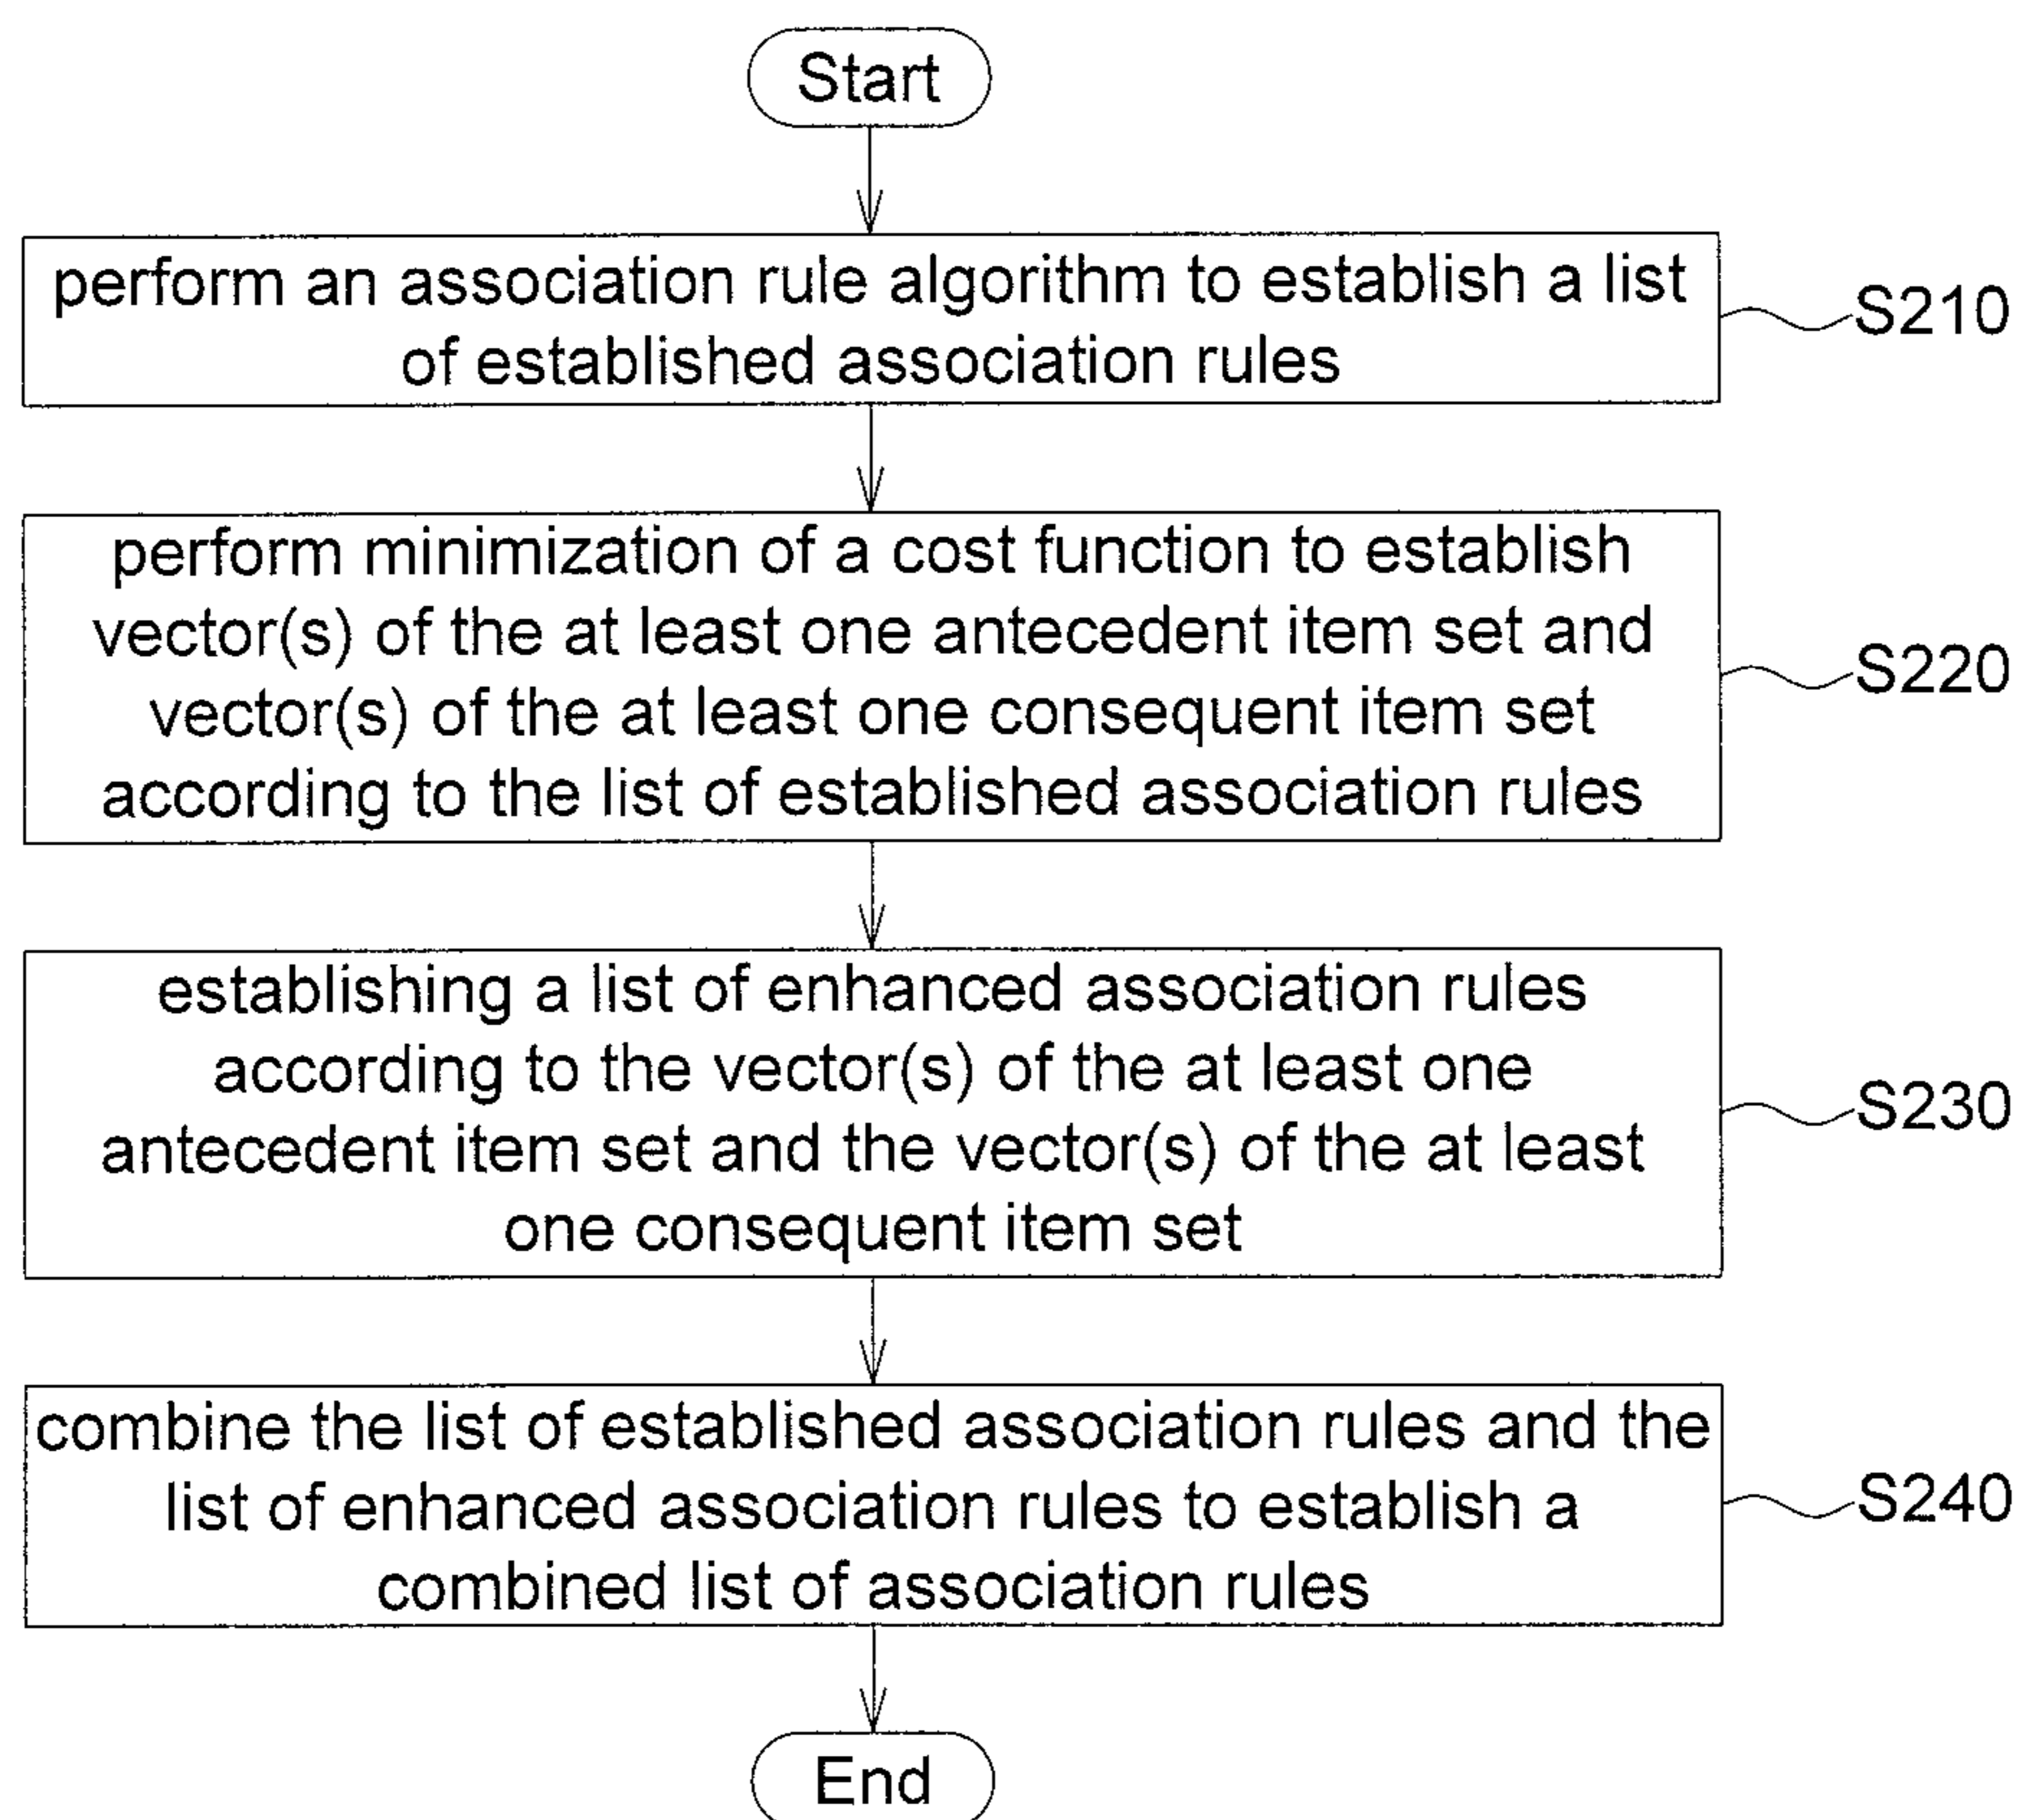 Start
perform an association rule algorithm to establish a list
of established association rules
S210
perform minimization of a cost function to establish
vector(s) of the at least one antecedent item set and
vector(s) of the at least one consequent item set
according to the list of established association rules
S220
establishing a list of enhanced association rules
according to the vector(s) of the at least one
antecedent item set and the vector(s) of the at least
one consequent item set
S230
combine the list of established association rules and the
list of enhanced association rules to establish a
combined list of association rules
S240
End